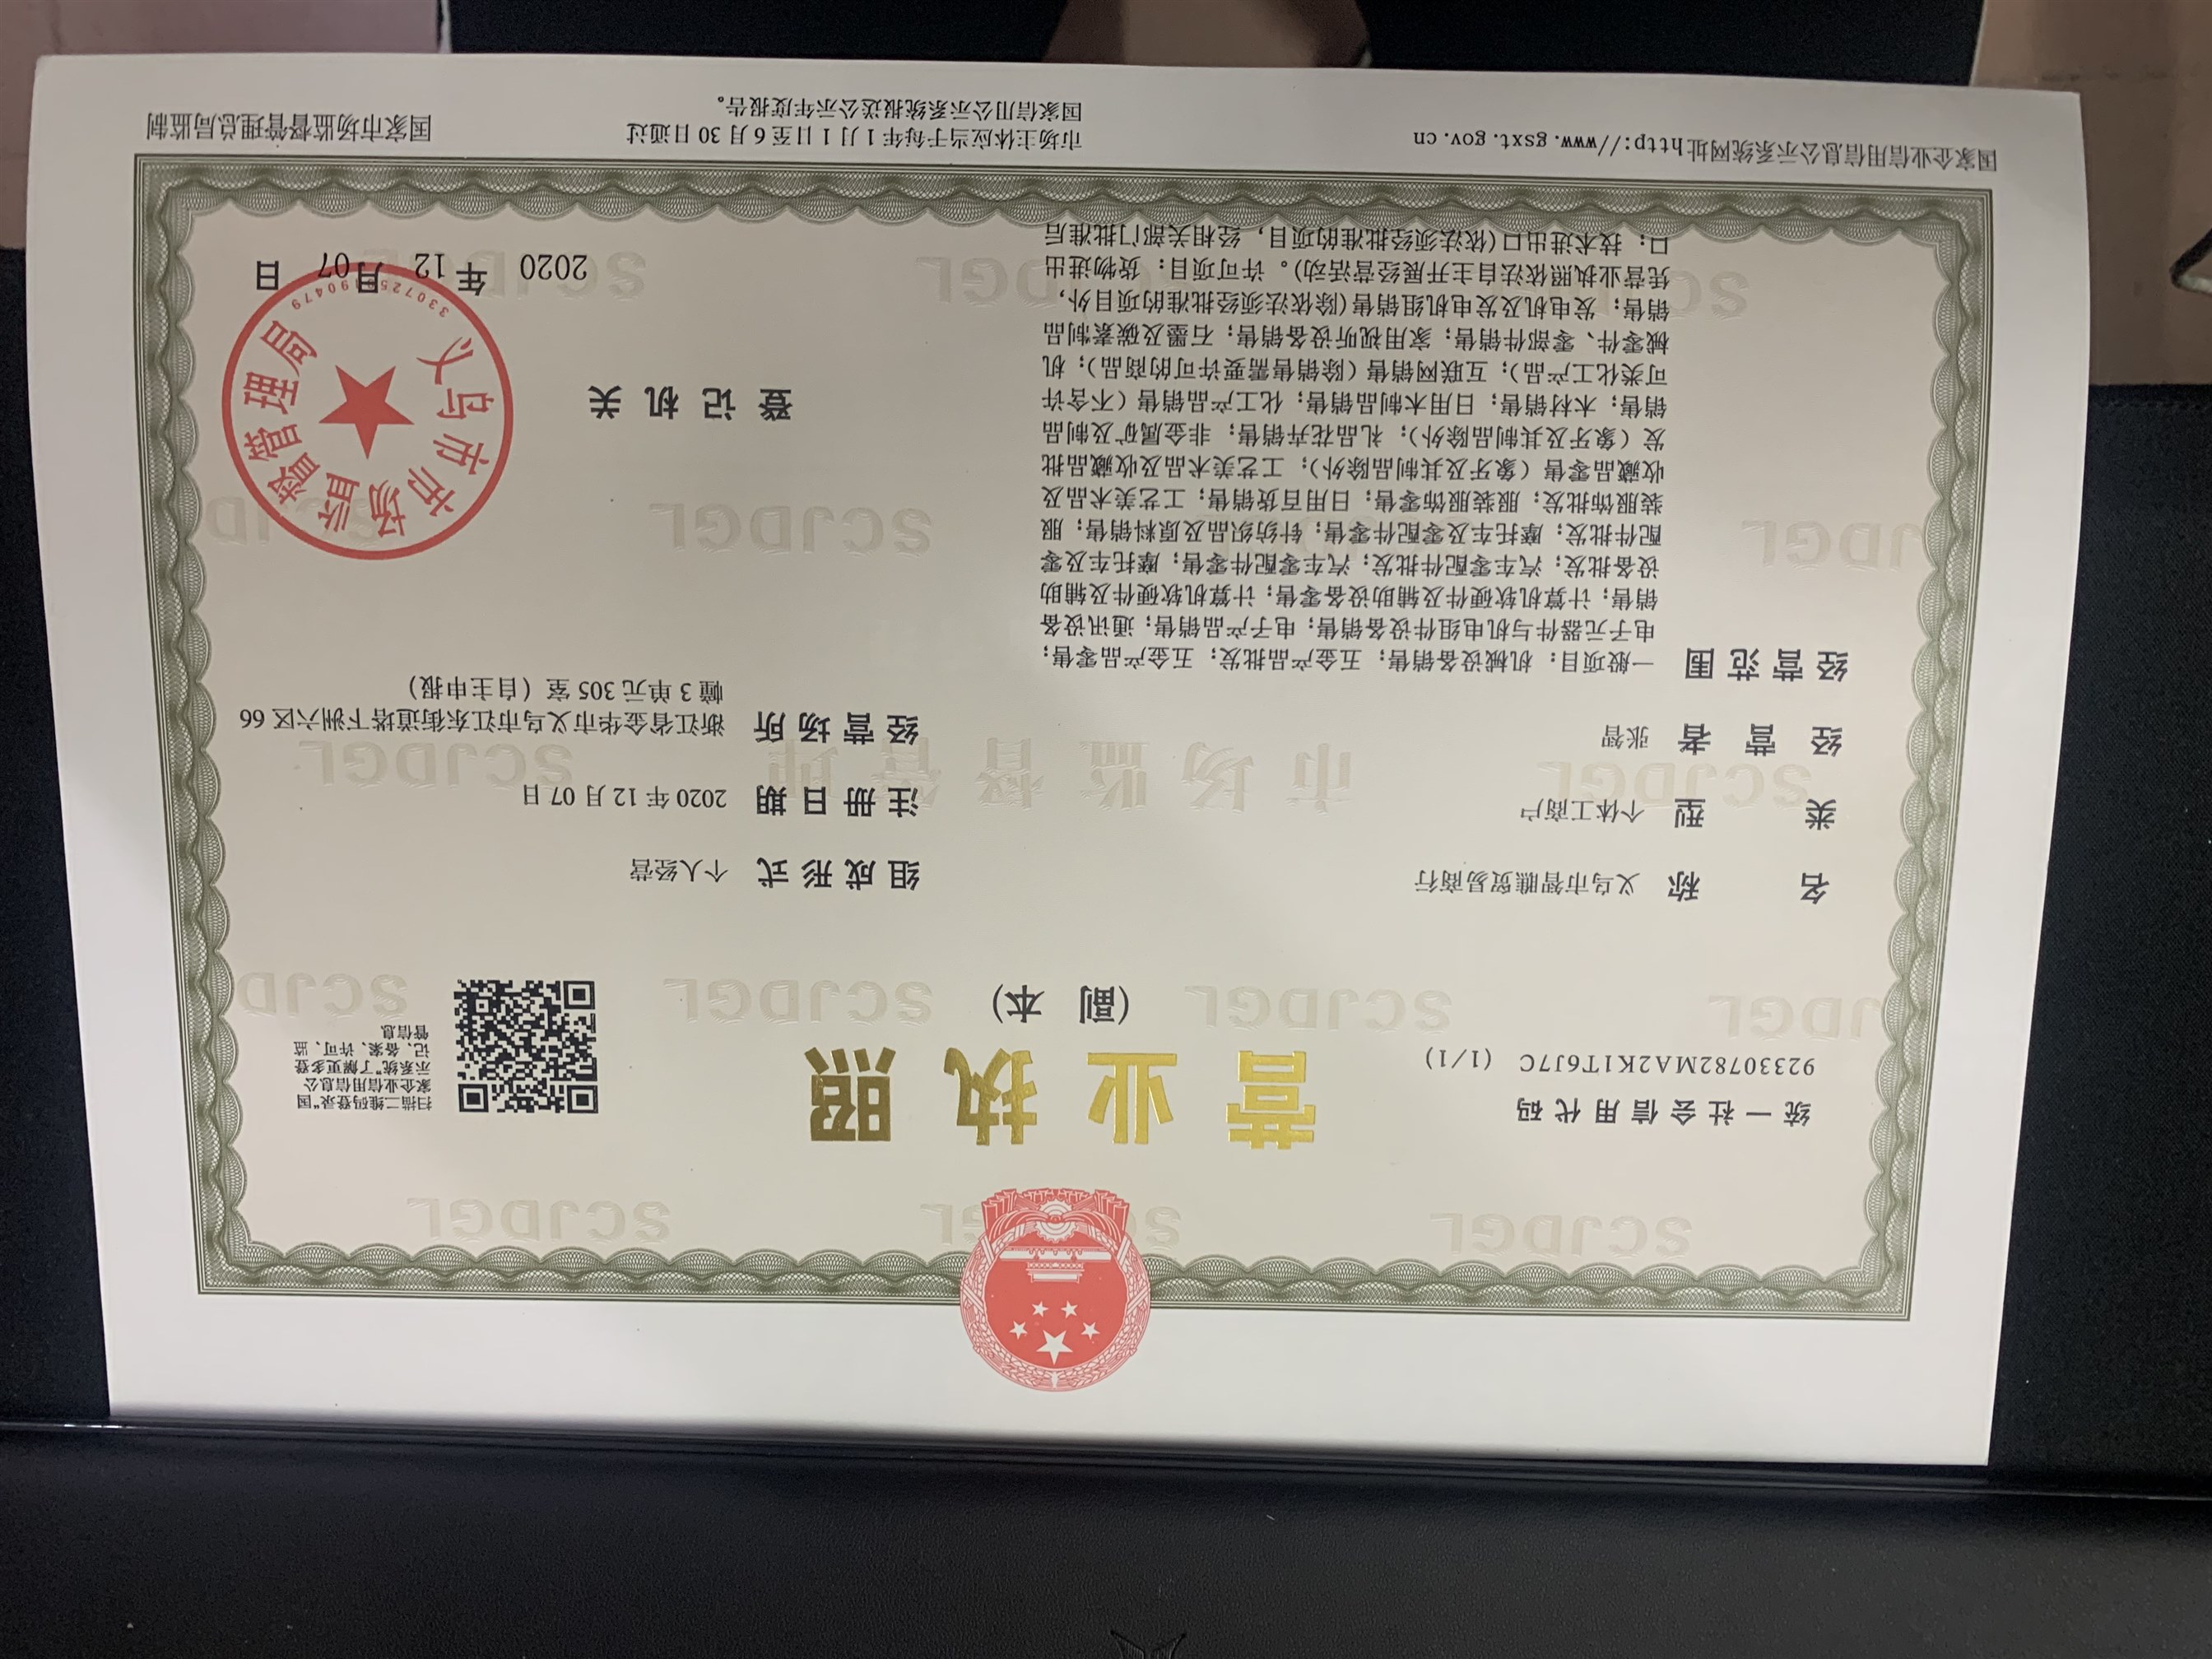 统一社会信用代码
92330782MA2K1T6J7C (1/1)
营业执照
(副 本)
扫描二维码登录“国
家企业信用信息公
示系统”了解更多登
记、备案、许可、监
管信息
名 称 义乌市智瞧贸易商行
类 型 个体工商户
经 营 者 张智
经营范围 一般项目：机械设备销售；五金产品批发；五金产品零售；
电子元器件与机电组件设备销售；电子产品销售；通讯设备
销售；计算机软硬件及辅助设备零售；计算机软硬件及辅助
设备批发；汽车零配件批发；汽车零配件零售；摩托车及零
配件批发；摩托车及零配件零售；针纺织品及原料销售；服
装服饰批发；服装服饰零售；日用百货销售；工艺美术品及
收藏品零售（象牙及其制品除外）；工艺美术品及收藏品批
发（象牙及其制品除外）；礼品花卉销售；非金属矿及制品
销售；木材销售；日用木制品销售；化工产品销售（不含许
可类化工产品）；互联网销售（除销售需要许可的商品）；机
械零件、零部件销售；家用视听设备销售；石墨及碳素制品
销售；发电机及发电机组销售(除依法须经批准的项目外，
凭营业执照依法自主开展经营活动)。许可项目：货物进出
口；技术进出口(依法须经批准的项目，经相关部门批准后
组成形式 个人经营
注册日期 2020年12月07日
经营场所 浙江省金华市义乌市江东街道塔下洲六区66
幢3单元305室（自主申报）
登记机关
义乌市市场监督管理局
2020 年 12 月 07 日
国家企业信用信息公示系统网址http://www.gsxt.gov.cn
市场主体应当于每年1月1日至6月30日通过
国家信用公示系统报送公示年度报告。
国家市场监督管理总局监制
市场监督管理
SCJDGL